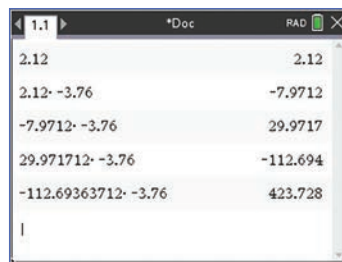 1.1 *Doc RAD
2.12 2.12
2.12· -3.76 -7.9712
-7.9712· -3.76 29.9717
29.971712· -3.76 -112.694
-112.69363712· -3.76 423.728